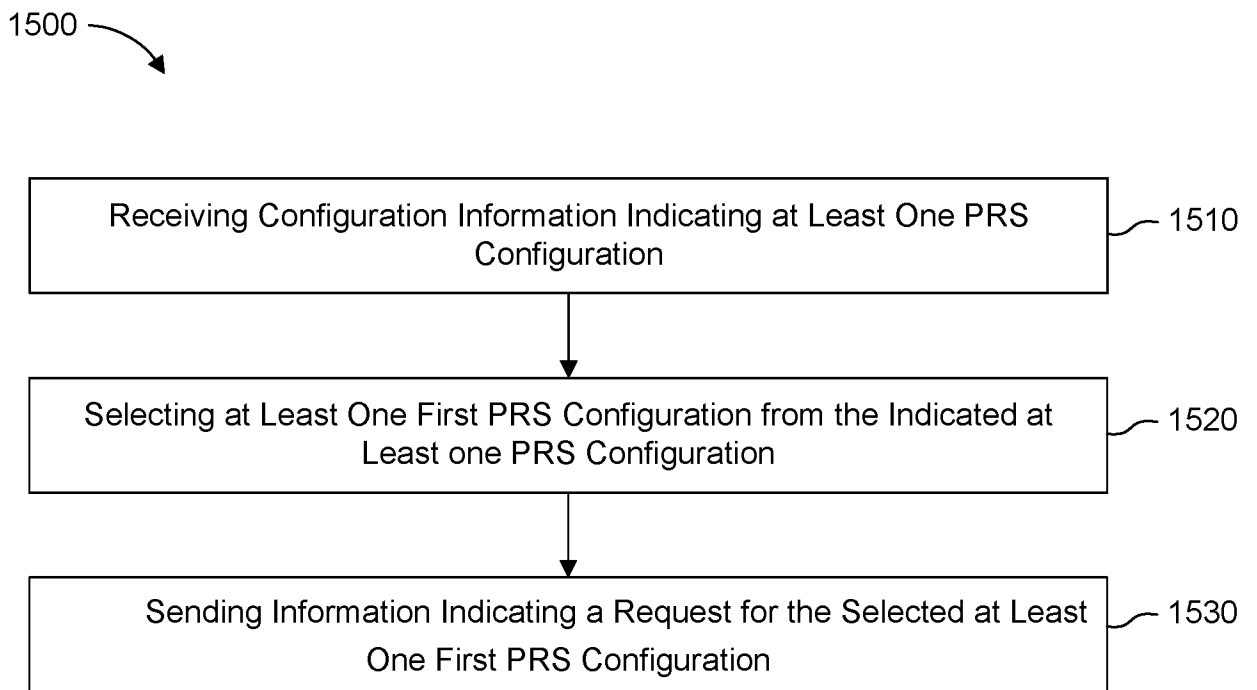 1500
Receiving Configuration Information Indicating at Least One PRS
Configuration
1510
Selecting at Least One First PRS Configuration from the Indicated at
Least one PRS Configuration
1520
Sending Information Indicating a Request for the Selected at Least
One First PRS Configuration
1530